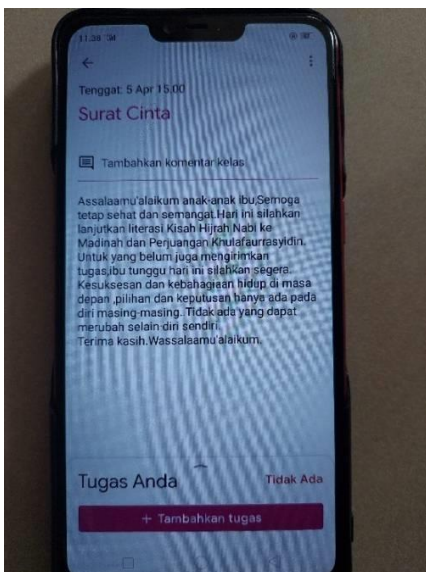 11.38
Tenggat: 5 Apr 15.00
Surat Cinta
Tambahkan komentar kelas
Assalaamu'alaikum anak-anak ibu,Semoga
tetap sehat dan semangat.Hari ini silahkan
lanjutkan literasi Kisah Hijrah Nabi ke
Madinah dan Perjuangan Khulafaurrasyidin.
Untuk yang belum juga mengirimkan
tugas,ibu tunggu hari ini silahkan segera.
Kesuksesan dan kebahagiaan hidup di masa
depan ,pilihan dan keputusan hanya ada pada
diri masing-masing. Tidak ada yang dapat
merubah selain diri sendiri.
Terima kasih.Wassalaamu'alaikum.
Tugas Anda Tidak Ada
+ Tambahkan tugas